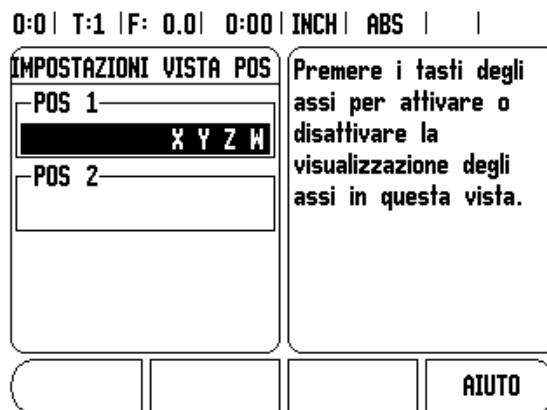 0:0| T:1 |F: 0.0| 0:00| INCH| ABS | |
IMPOSTAZIONI VISTA POS
POS 1
X Y Z W
POS 2
Premere i tasti degli
assi per attivare o
disattivare la
visualizzazione degli
assi in questa vista.
AIUTO